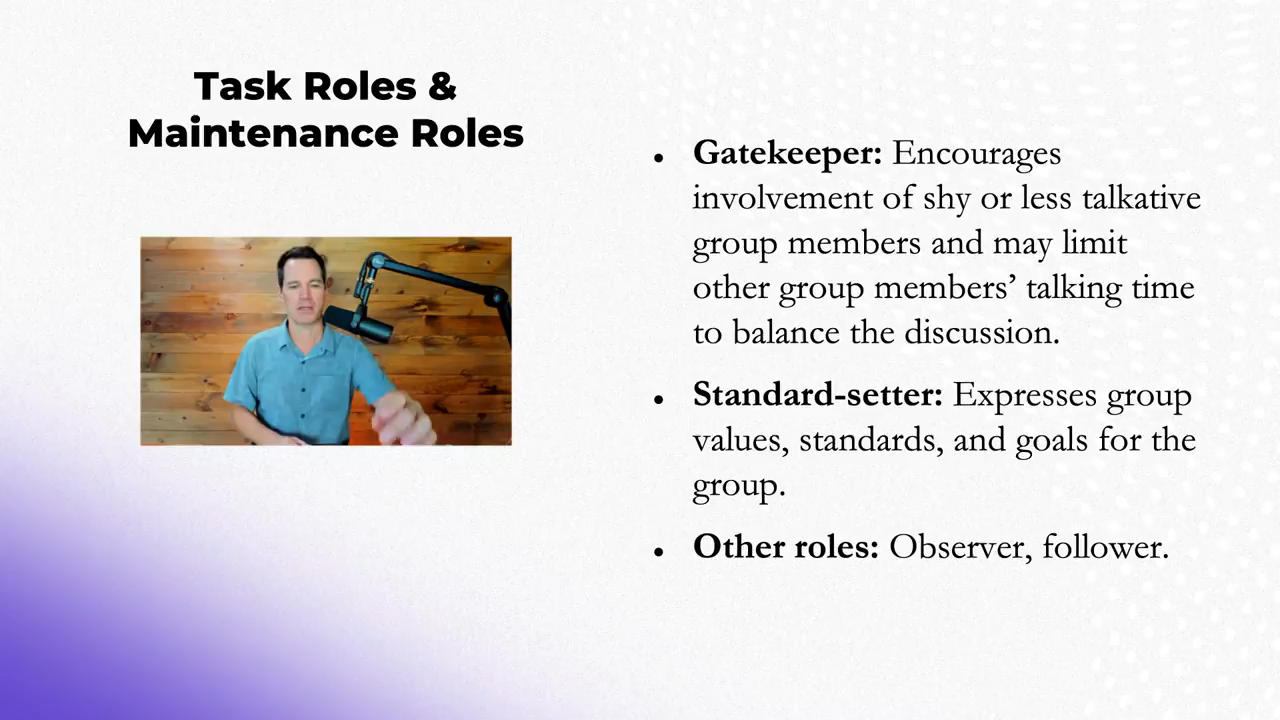 Task Roles &
Maintenance Roles
• Gatekeeper: Encourages
involvement of shy or less talkative
group members and may limit
other group members’ talking time
to balance the discussion.
• Standard-setter: Expresses group
values, standards, and goals for the
group.
• Other roles: Observer, follower.